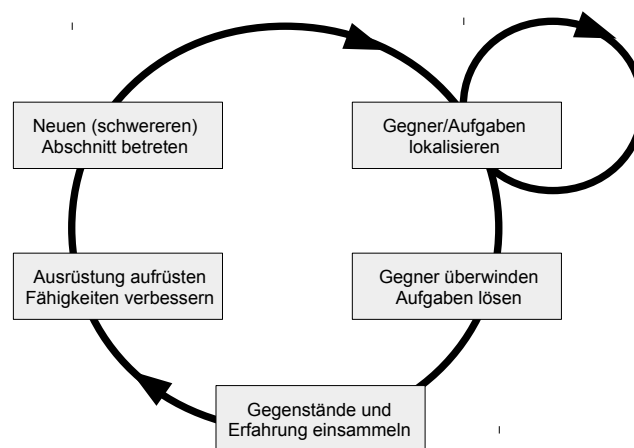 Neuen (schwereren)
Abschnitt betreten
Gegner/Aufgaben
lokalisieren
Ausrüstung aufrüsten
Fähigkeiten verbessern
Gegner überwinden
Aufgaben lösen
Gegenstände und
Erfahrung einsammeln